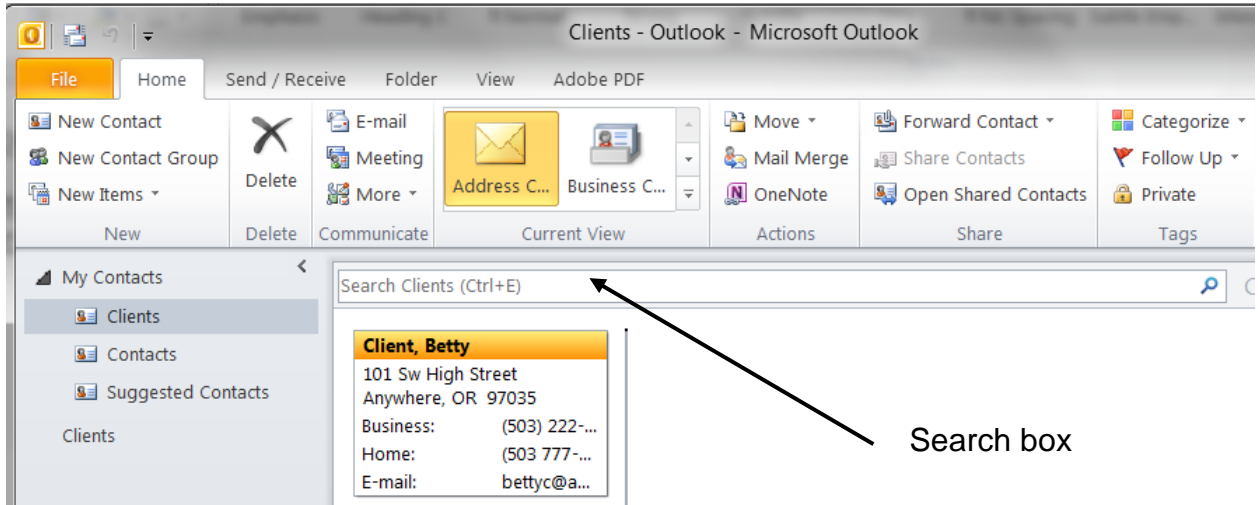 Clients - Outlook - Microsoft Outlook
File Home Send / Receive Folder View Adobe PDF
New Contact
New Contact Group
New Items
New
Delete
Delete
E-mail
Meeting
More
Communicate
Address C... Business C...
Current View
Move
Mail Merge
OneNote
Actions
Forward Contact
Share Contacts
Open Shared Contacts
Share
Categorize
Follow Up
Private
Tags
My Contacts
Clients
Contacts
Suggested Contacts
Clients
Search Clients (Ctrl+E)
Client, Betty
101 Sw High Street
Anywhere, OR 97035
Business: (503) 222-...
Home: (503 777-...
E-mail: bettyc@a...
Search box